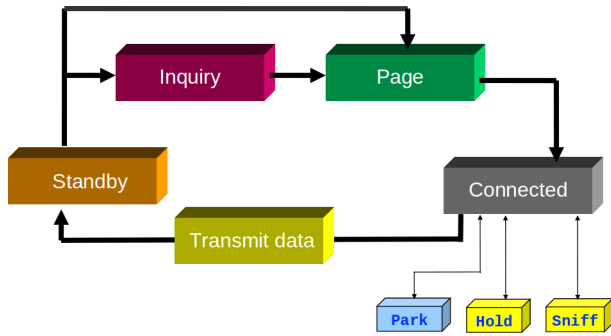 Inquiry
Page
Standby
Connected
Transmit data
Park
Hold
Sniff